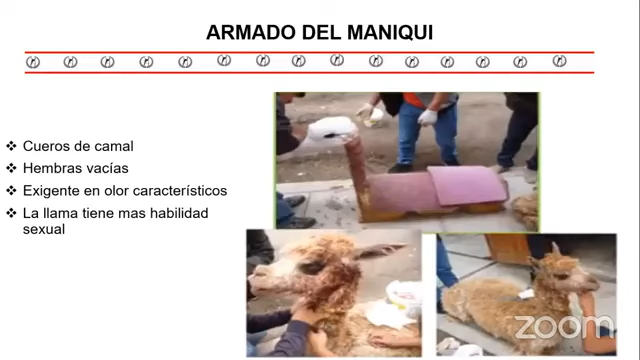 ARMADO DEL MANIQUI
Cueros de camal
Hembras vacías
Exigente en olor característicos
La llama tiene mas habilidad
sexual
zoom